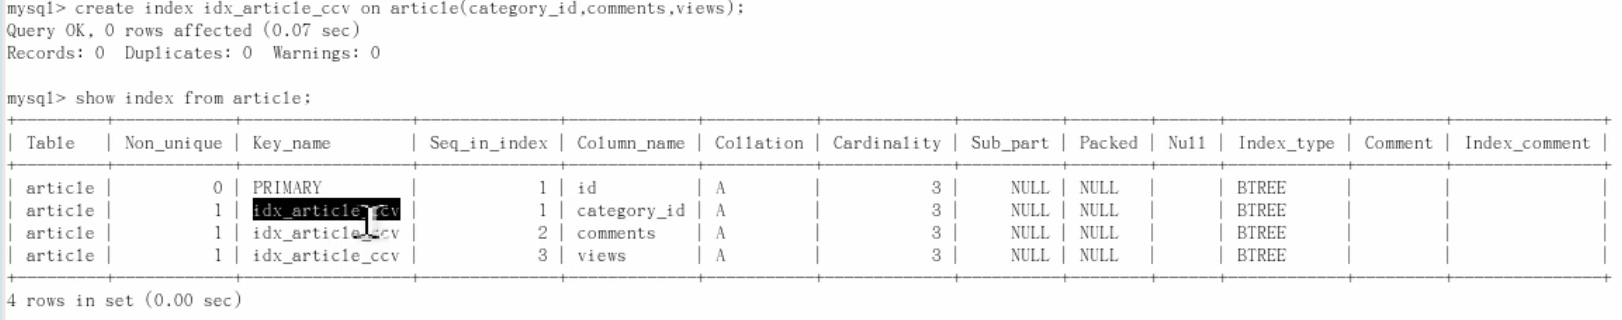 mysql> create index idx_article_ccv on article(category_id,comments,views);
Query OK, 0 rows affected (0.07 sec)
Records: 0  Duplicates: 0  Warnings: 0
mysql> show index from article;
| Table   | Non_unique | Key_name        | Seq_in_index | Column_name | Collation | Cardinality | Sub_part | Packed | Null | Index_type | Comment | Index_comment |
| article |          0 | PRIMARY         |            1 | id          | A         |           3 |     NULL | NULL   |      | BTREE      |         |               |
| article |          1 | idx_article_ccv |            1 | category_id | A         |           3 |     NULL | NULL   |      | BTREE      |         |               |
| article |          1 | idx_article_ccv |            2 | comments    | A         |           3 |     NULL | NULL   |      | BTREE      |         |               |
| article |          1 | idx_article_ccv |            3 | views       | A         |           3 |     NULL | NULL   |      | BTREE      |         |               |
4 rows in set (0.00 sec)